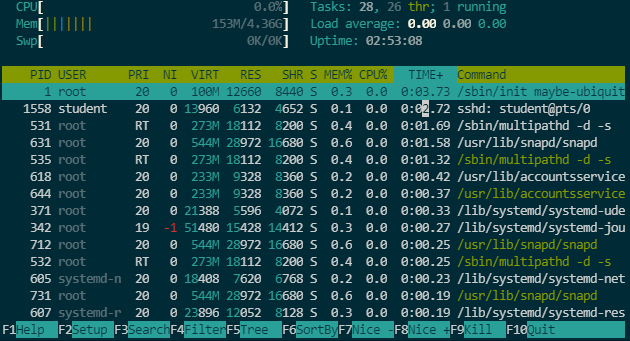 CPU[ 0.0%] Tasks: 28, 26 thr; 1 running
Mem[||||||| 153M/4.36G] Load average: 0.00 0.00 0.00
Swp[ 0K/0K] Uptime: 02:53:08
PID USER PRI NI VIRT RES SHR S MEM% CPU% TIME+ Command
1 root 20 0 100M 12660 8440 S 0.3 0.0 0:03.73 /sbin/init maybe-ubiquit
1558 student 20 0 13960 6132 4652 S 0.1 0.0 0:02.72 sshd: student@pts/0
531 root RT 0 273M 18112 8200 S 0.4 0.0 0:01.69 /sbin/multipathd -d -s
631 root 20 0 544M 28972 16680 S 0.6 0.0 0:01.58 /usr/lib/snapd/snapd
535 root RT 0 273M 18112 8200 S 0.4 0.0 0:01.32 /sbin/multipathd -d -s
618 root 20 0 233M 9328 8360 S 0.2 0.0 0:00.42 /usr/lib/accountsservice
644 root 20 0 233M 9328 8360 S 0.2 0.0 0:00.37 /usr/lib/accountsservice
371 root 20 0 21388 5596 4072 S 0.1 0.0 0:00.33 /lib/systemd/systemd-ude
342 root 19 -1 51480 15428 14412 S 0.3 0.0 0:00.27 /lib/systemd/systemd-jou
712 root 20 0 544M 28972 16680 S 0.6 0.0 0:00.25 /usr/lib/snapd/snapd
532 root RT 0 273M 18112 8200 S 0.4 0.0 0:00.25 /sbin/multipathd -d -s
605 systemd-n 20 0 18408 7620 6768 S 0.2 0.0 0:00.23 /lib/systemd/systemd-net
731 root 20 0 544M 28972 16680 S 0.6 0.0 0:00.19 /usr/lib/snapd/snapd
607 systemd-r 20 0 23896 12052 8128 S 0.3 0.0 0:00.19 /lib/systemd/systemd-res
F1Help F2Setup F3SearchF4FilterF5Tree F6SortByF7Nice -F8Nice +F9Kill F10Quit